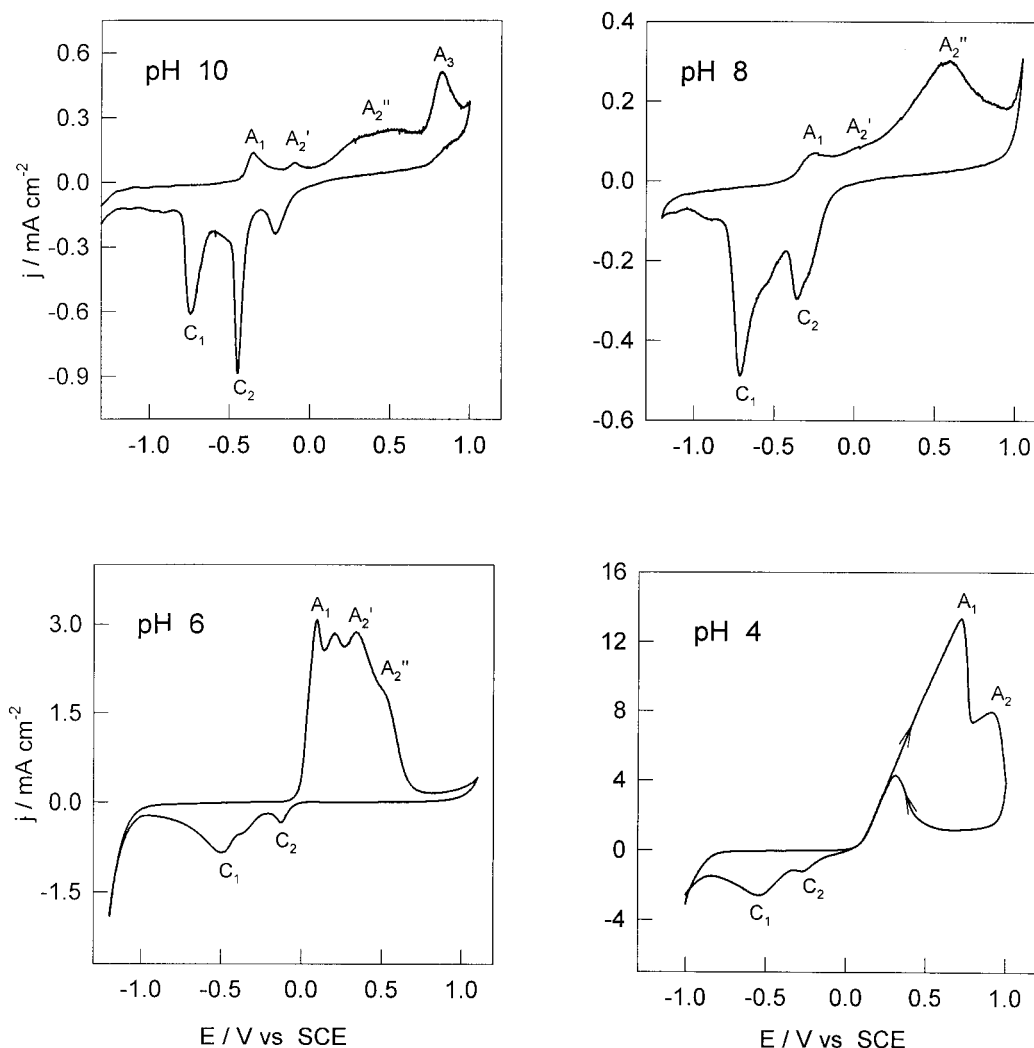 pH 10
A₁
A₂'
A₂''
A₃
C₁
C₂
0.6
0.3
0.0
-0.3
-0.6
-0.9
j / mA cm⁻²
-1.0 -0.5 0.0 0.5 1.0
pH 8
A₁
A₂'
A₂''
C₁
C₂
0.4
0.2
0.0
-0.2
-0.4
-0.6
-1.0 -0.5 0.0 0.5 1.0
pH 6
A₁
A₂'
A₂''
C₁
C₂
3.0
1.5
0.0
-1.5
j / mA cm⁻²
-1.0 -0.5 0.0 0.5 1.0
E / V vs SCE
pH 4
A₁
A₂
C₁
C₂
16
12
8
4
0
-4
-1.0 -0.5 0.0 0.5 1.0
E / V vs SCE